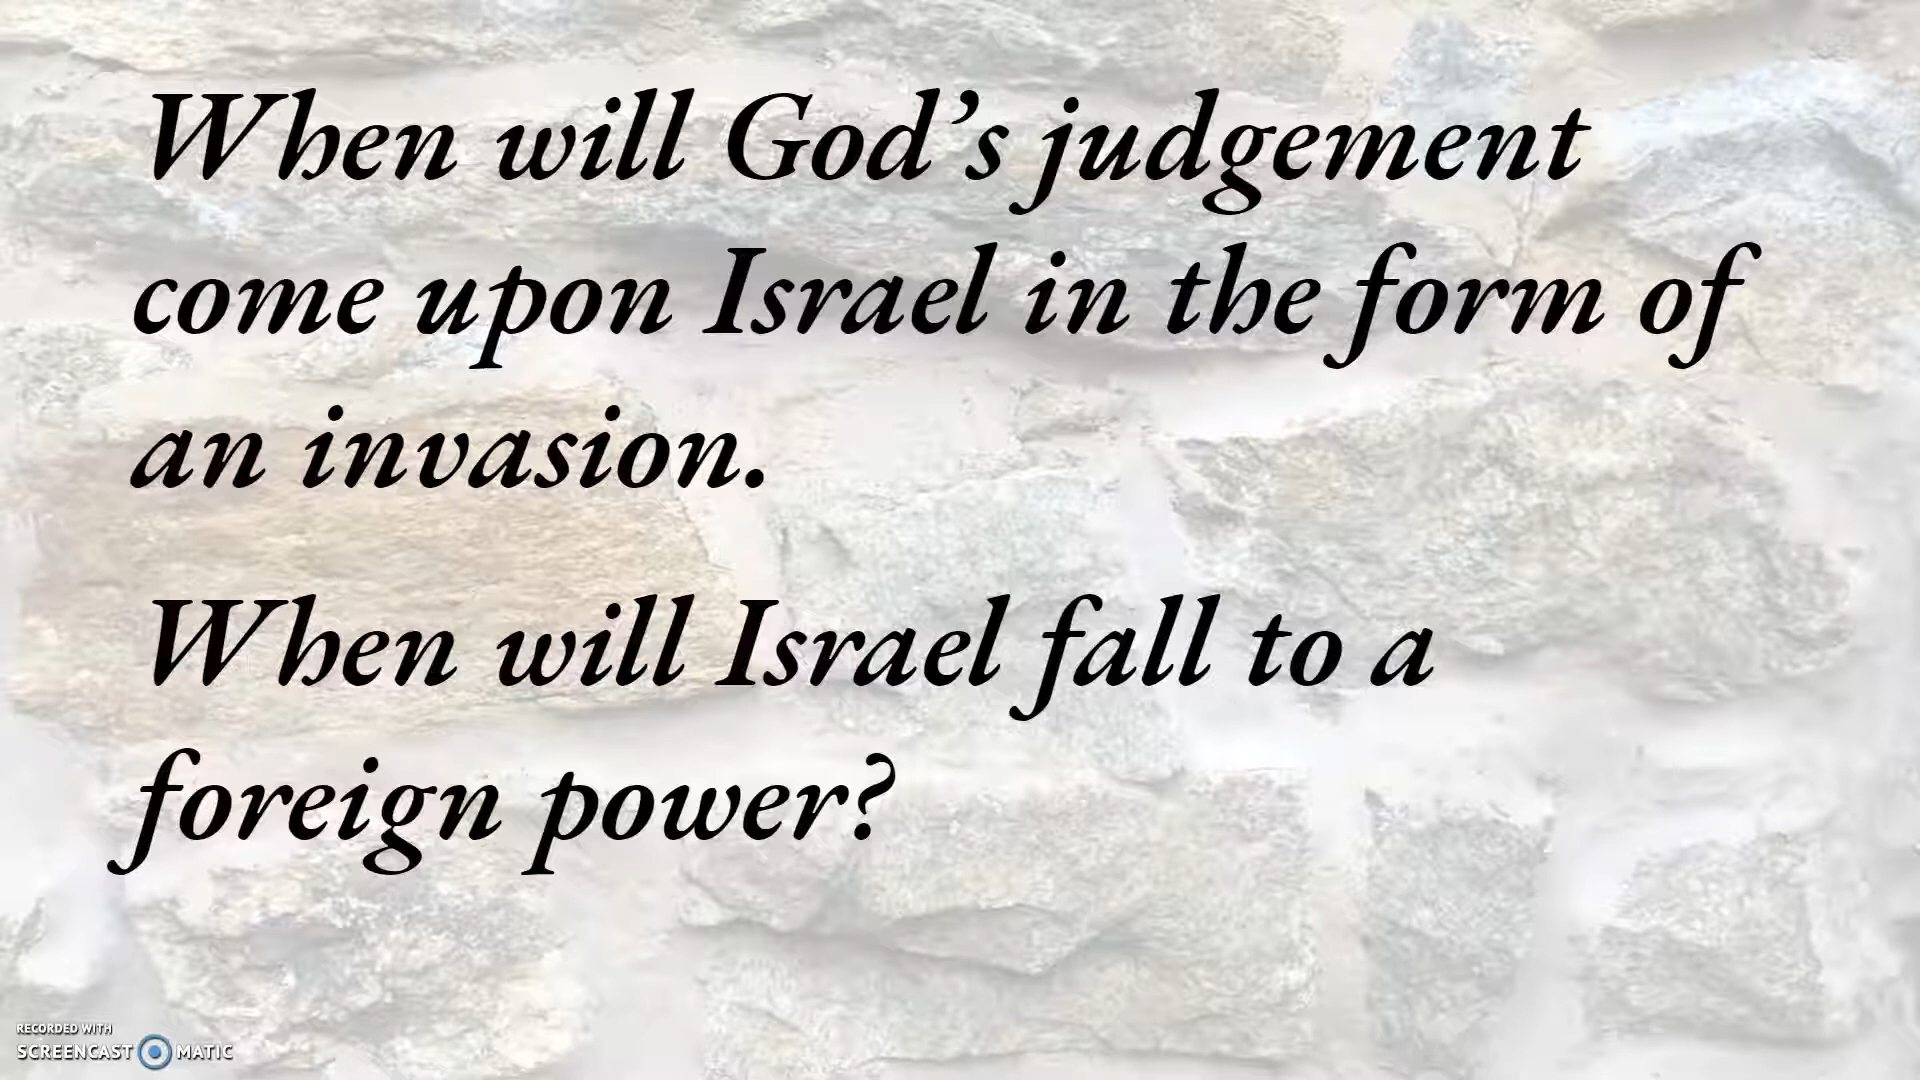 When will God's judgement
come upon Israel in the form of
an invasion.
When will Israel fall to a
foreign power?
RECORDED WITH
SCREENCAST MATIC